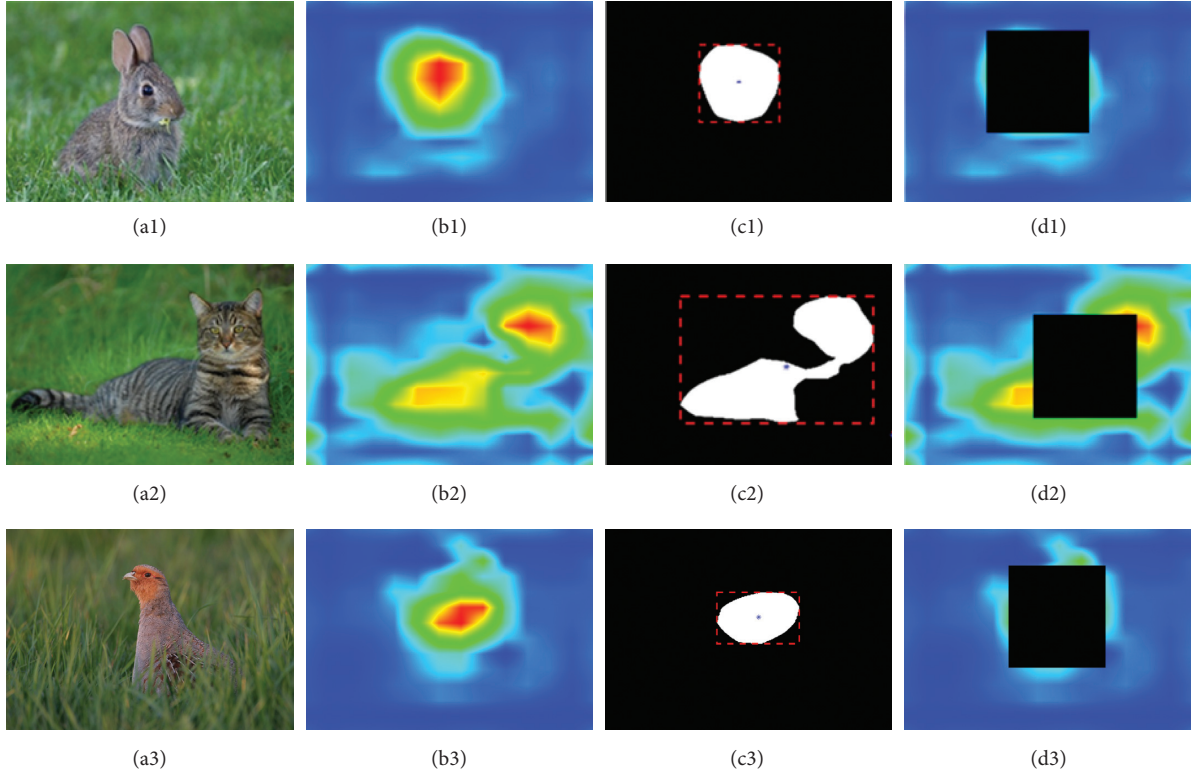 (a1) (b1) (c1) (d1)
(a2) (b2) (c2) (d2)
(a3) (b3) (c3) (d3)